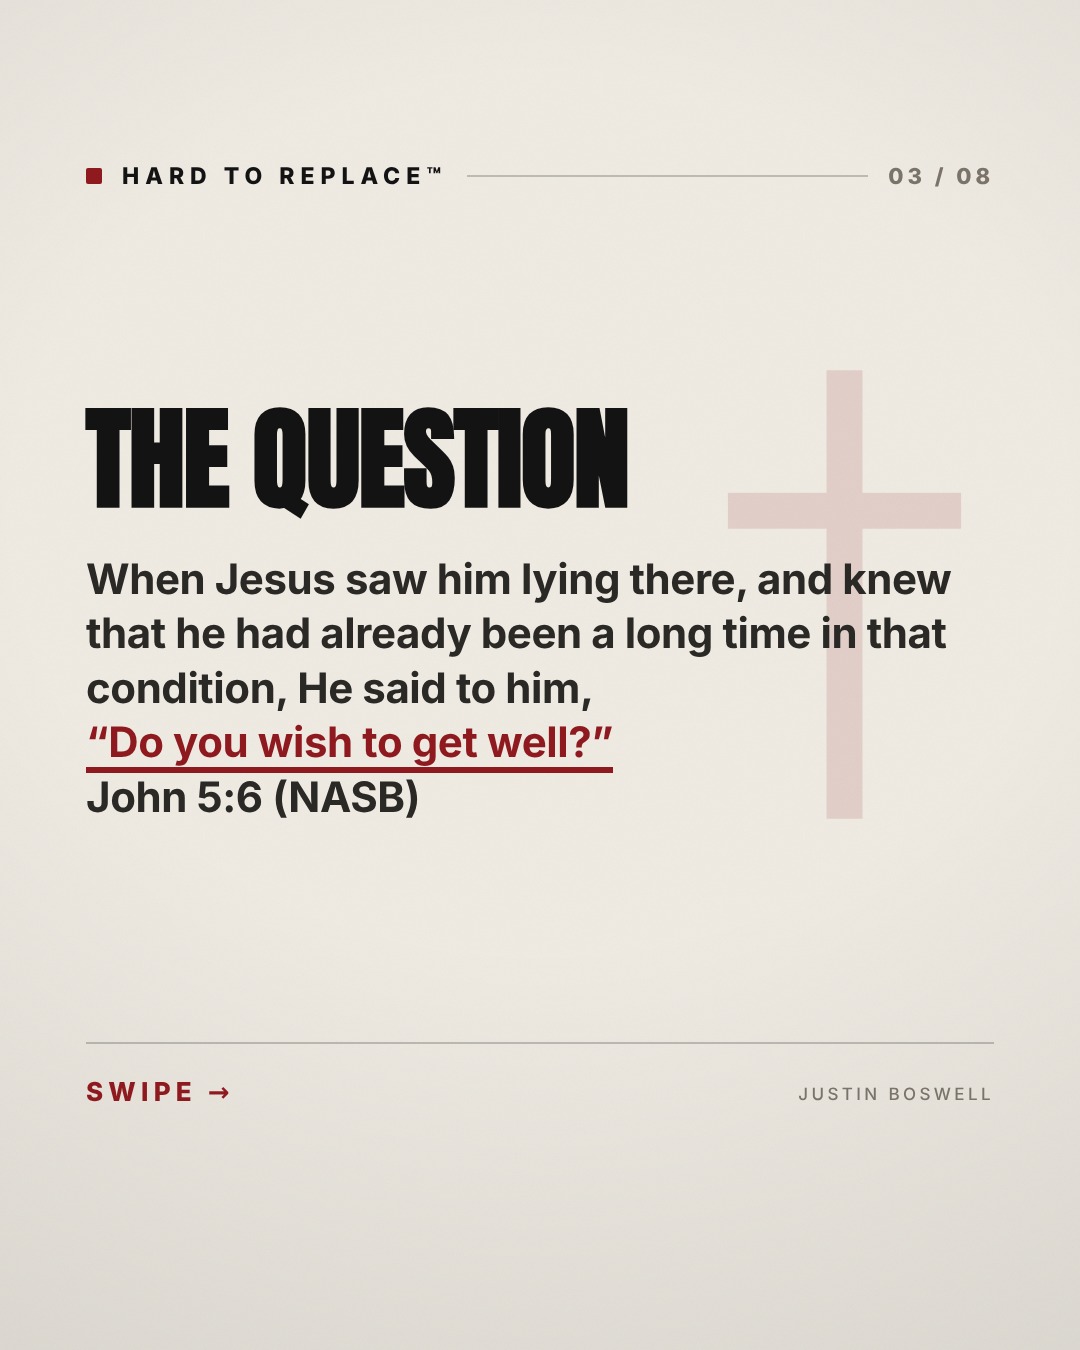 HARD TO REPLACE™
03 / 08
THE QUESTION
When Jesus saw him lying there, and knew
that he had already been a long time in that
condition, He said to him,
“Do you wish to get well?”
John 5:6 (NASB)
SWIPE →
JUSTIN BOSWELL